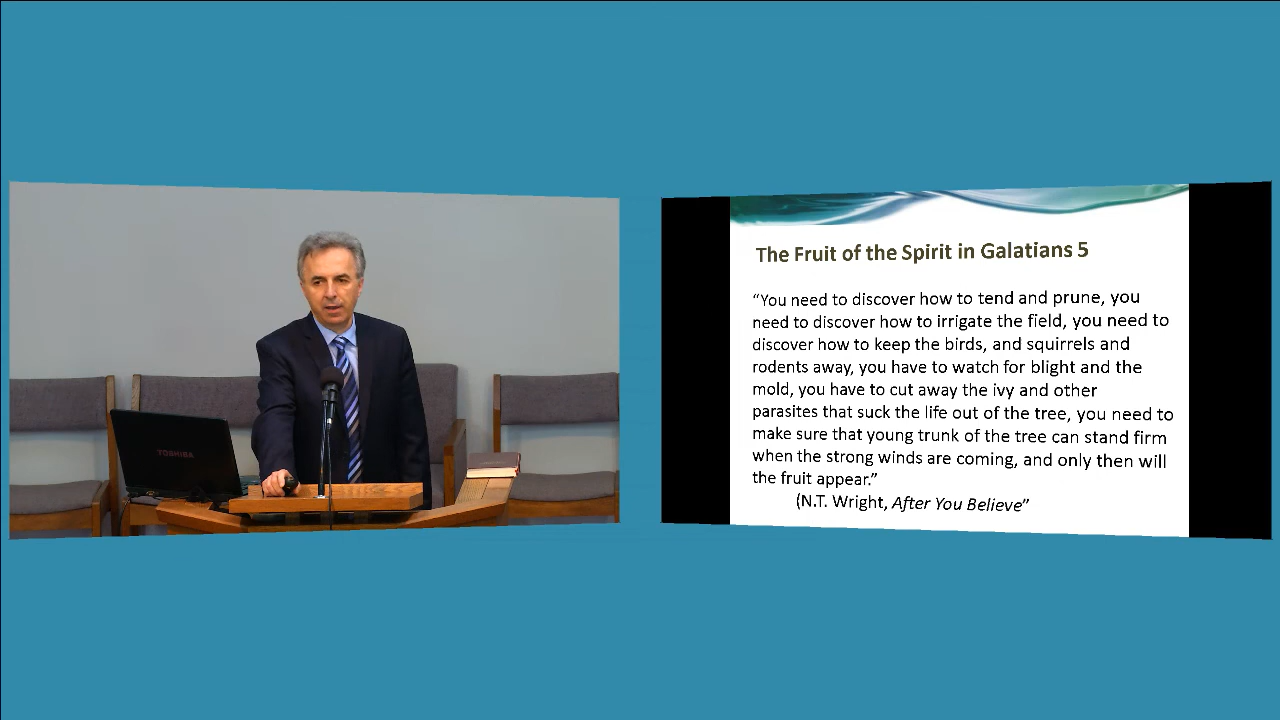 TOSHIBA
The Fruit of the Spirit in Galatians 5
“You need to discover how to tend and prune, you
need to discover how to irrigate the field, you need to
discover how to keep the birds, and squirrels and
rodents away, you have to watch for blight and the
mold, you have to cut away the ivy and other
parasites that suck the life out of the tree, you need to
make sure that young trunk of the tree can stand firm
when the strong winds are coming, and only then will
the fruit appear.”
(N.T. Wright, After You Believe”